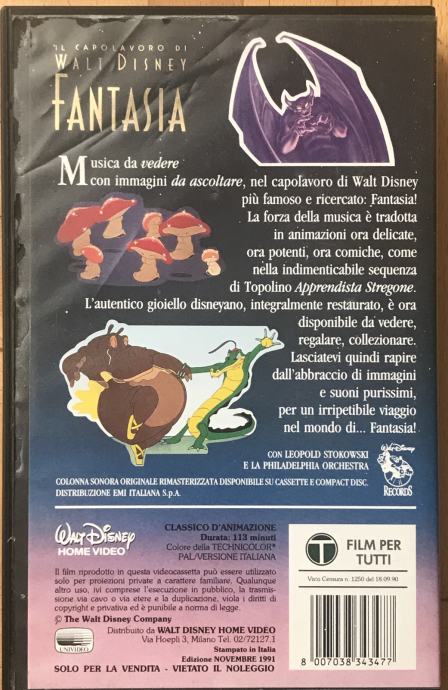 IL CAPOLAVORO DI
WALT DISNEY
FANTASIA
Musica da vedere
con immagini da ascoltare, nel capolavoro di Walt Disney
più famoso e ricercato: Fantasia!
La forza della musica è tradotta
in animazioni ora delicate,
ora potenti, ora comiche, come
nella indimenticabile sequenza
di Topolino Apprendista Stregone.
L'autentico gioiello disneyano, integralmente restaurato, è ora
disponibile da vedere,
regalare, collezionare.
Lasciatevi quindi rapire
dall'abbraccio di immagini
e suoni purissimi,
per un irripetibile viaggio
nel mondo di... Fantasia!
CON LEOPOLD STOKOWSKI
E LA PHILADELPHIA ORCHESTRA
Walt Disney
RECORDS
COLONNA SONORA ORIGINALE RIMASTERIZZATA DISPONIBILE SU CASSETTE E COMPACT DISC.
DISTRIBUZIONE EMI ITALIANA S.p.A.
WALT DISNEY
HOME VIDEO
CLASSICO D'ANIMAZIONE
Durata: 113 minuti
Colore della TECHNICOLOR®
PAL/VERSIONE ITALIANA
T
FILM PER
TUTTI
Visto Censura n. 1250 del 18.09.90
Il film riprodotto in questa videocassetta può essere utilizzato
solo per proiezioni private a carattere familiare. Qualunque
altro uso, ivi comprese l'esecuzione in pubblico, la trasmis-
sione via cavo o via etere e la duplicazione, viola i diritti di
copyright e privativa ed è punibile a norma di legge.
© The Walt Disney Company
Distribuito da WALT DISNEY HOME VIDEO
Via Hoepli 3, Milano Tel. 02/72127.1
Stampato in Italia
Edizione NOVEMBRE 1991
UNIVIDEO
SOLO PER LA VENDITA - VIETATO IL NOLEGGIO
8 007038 343477